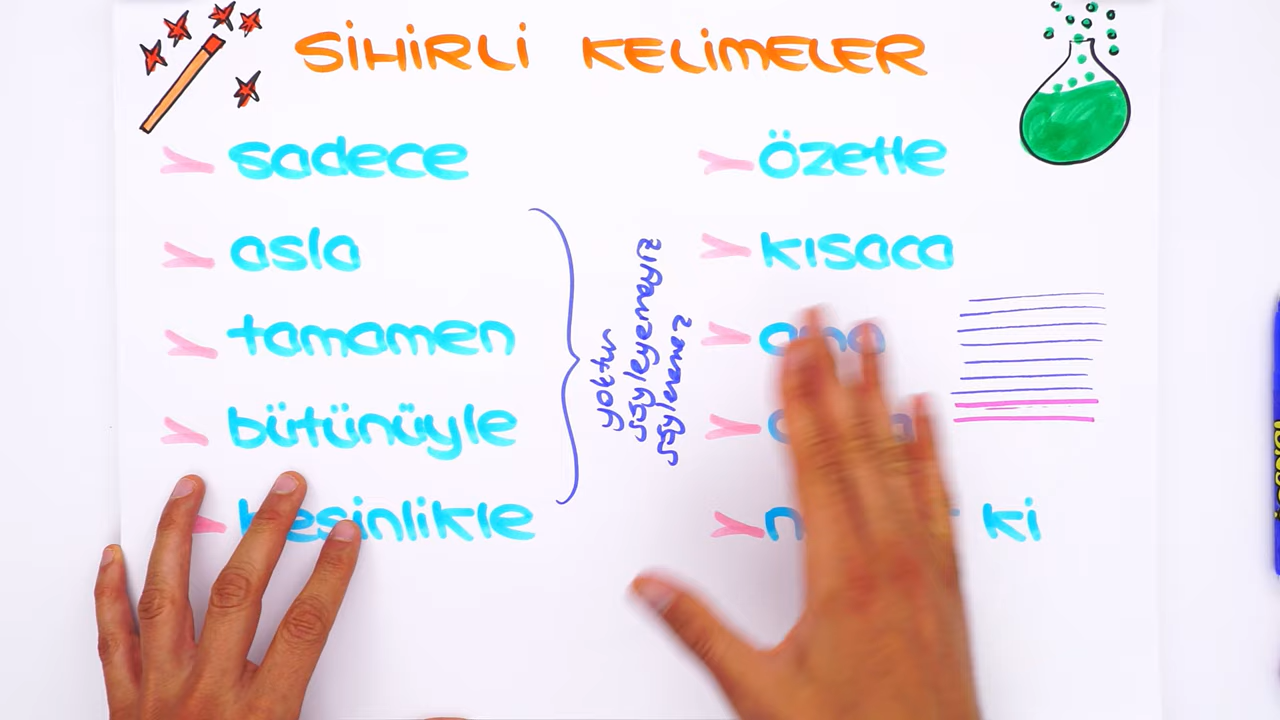 SİHİRLİ KELİMELER
sadece
asla
tamamen
bütünüyle
kesinlikle
yoktur
söyleyemeyiz
söylenemez
özetle
kısaca
ki